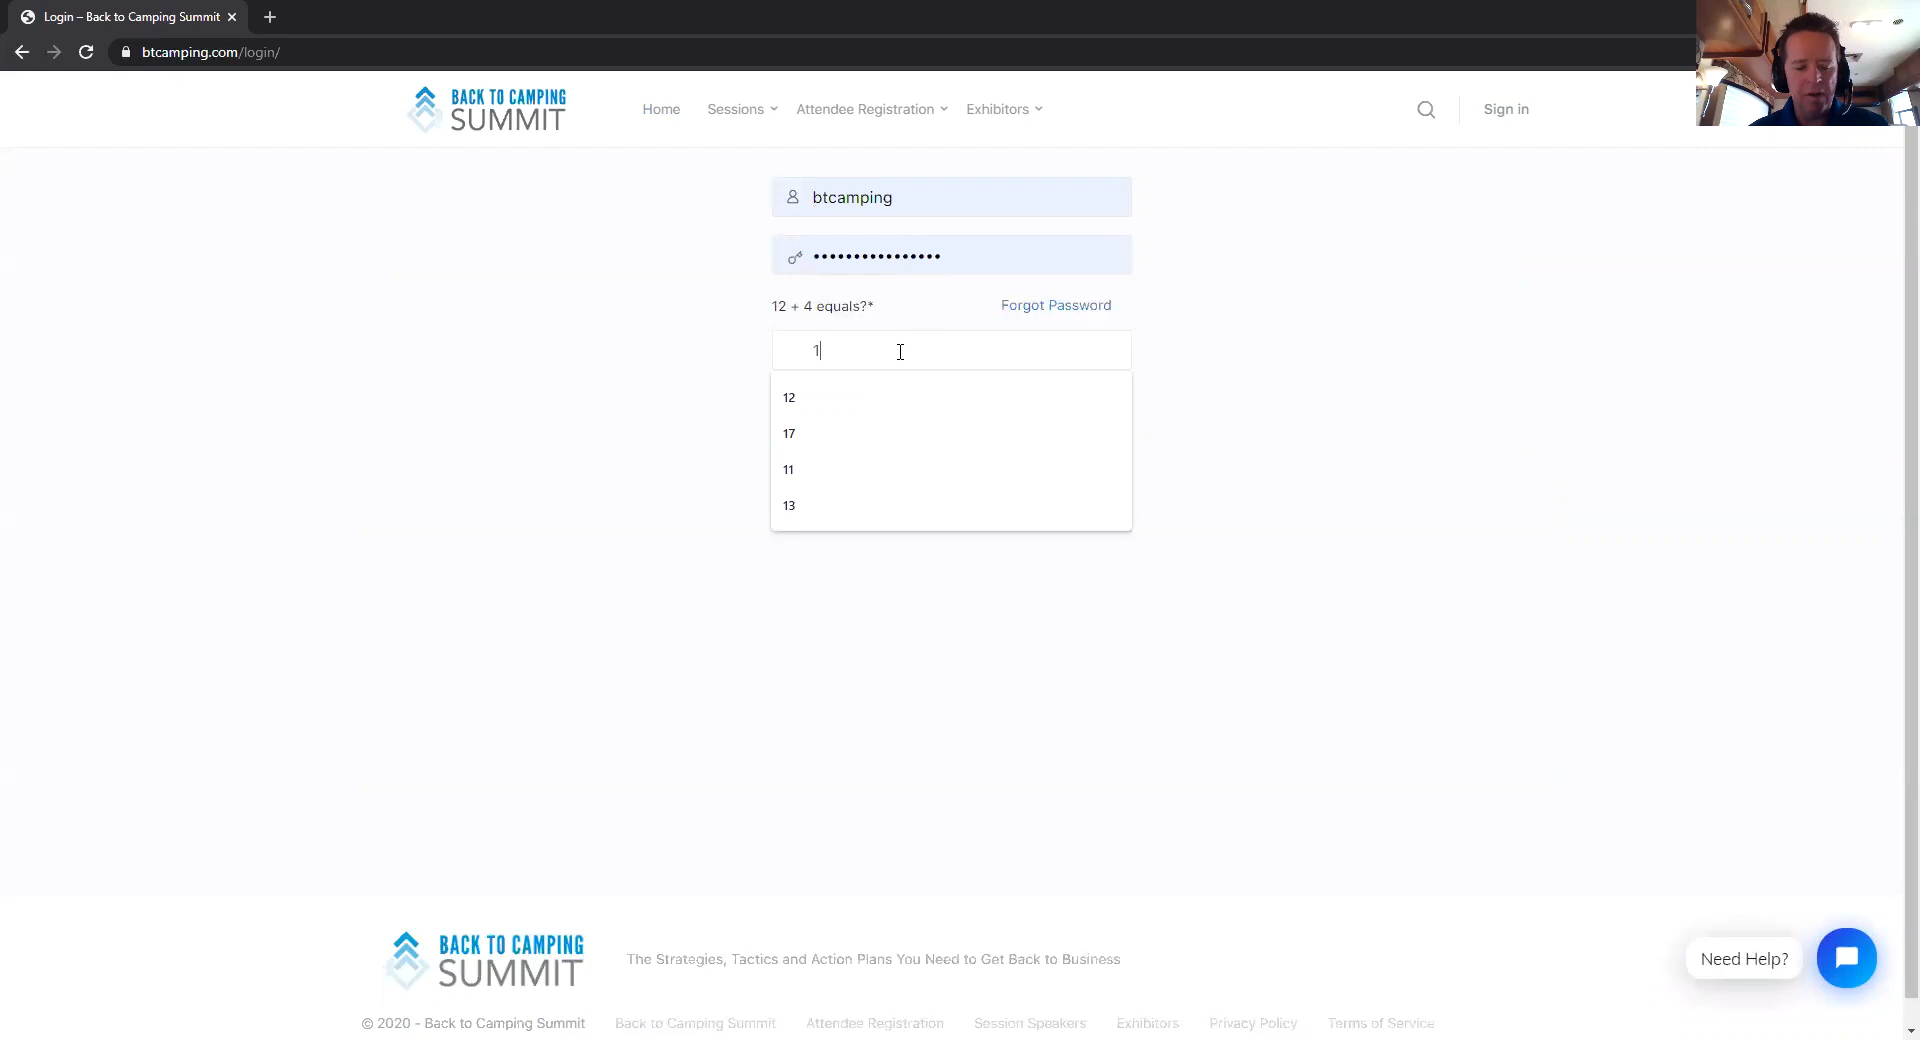 Login – Back to Camping Summit
btcamping.com/login/
BACK TO CAMPING
SUMMIT
Home Sessions Attendee Registration Exhibitors Sign in
btcamping
••••••••••••••••
12 + 4 equals?* Forgot Password
1
12
17
11
13
BACK TO CAMPING
SUMMIT
The Strategies, Tactics and Action Plans You Need to Get Back to Business
Need Help?
© 2020 - Back to Camping Summit Back to Camping Summit Attendee Registration Session Speakers Exhibitors Privacy Policy Terms of Service